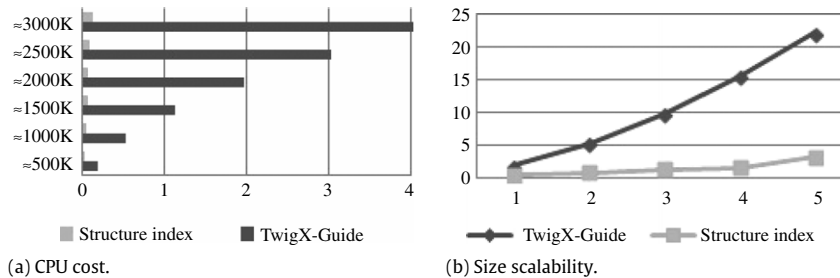 ≈3000K
≈2500K
≈2000K
≈1500K
≈1000K
≈500K
0 1 2 3 4
Structure index TwigX-Guide
(a) CPU cost.
25
20
15
10
5
0
1 2 3 4 5
TwigX-Guide Structure index
(b) Size scalability.